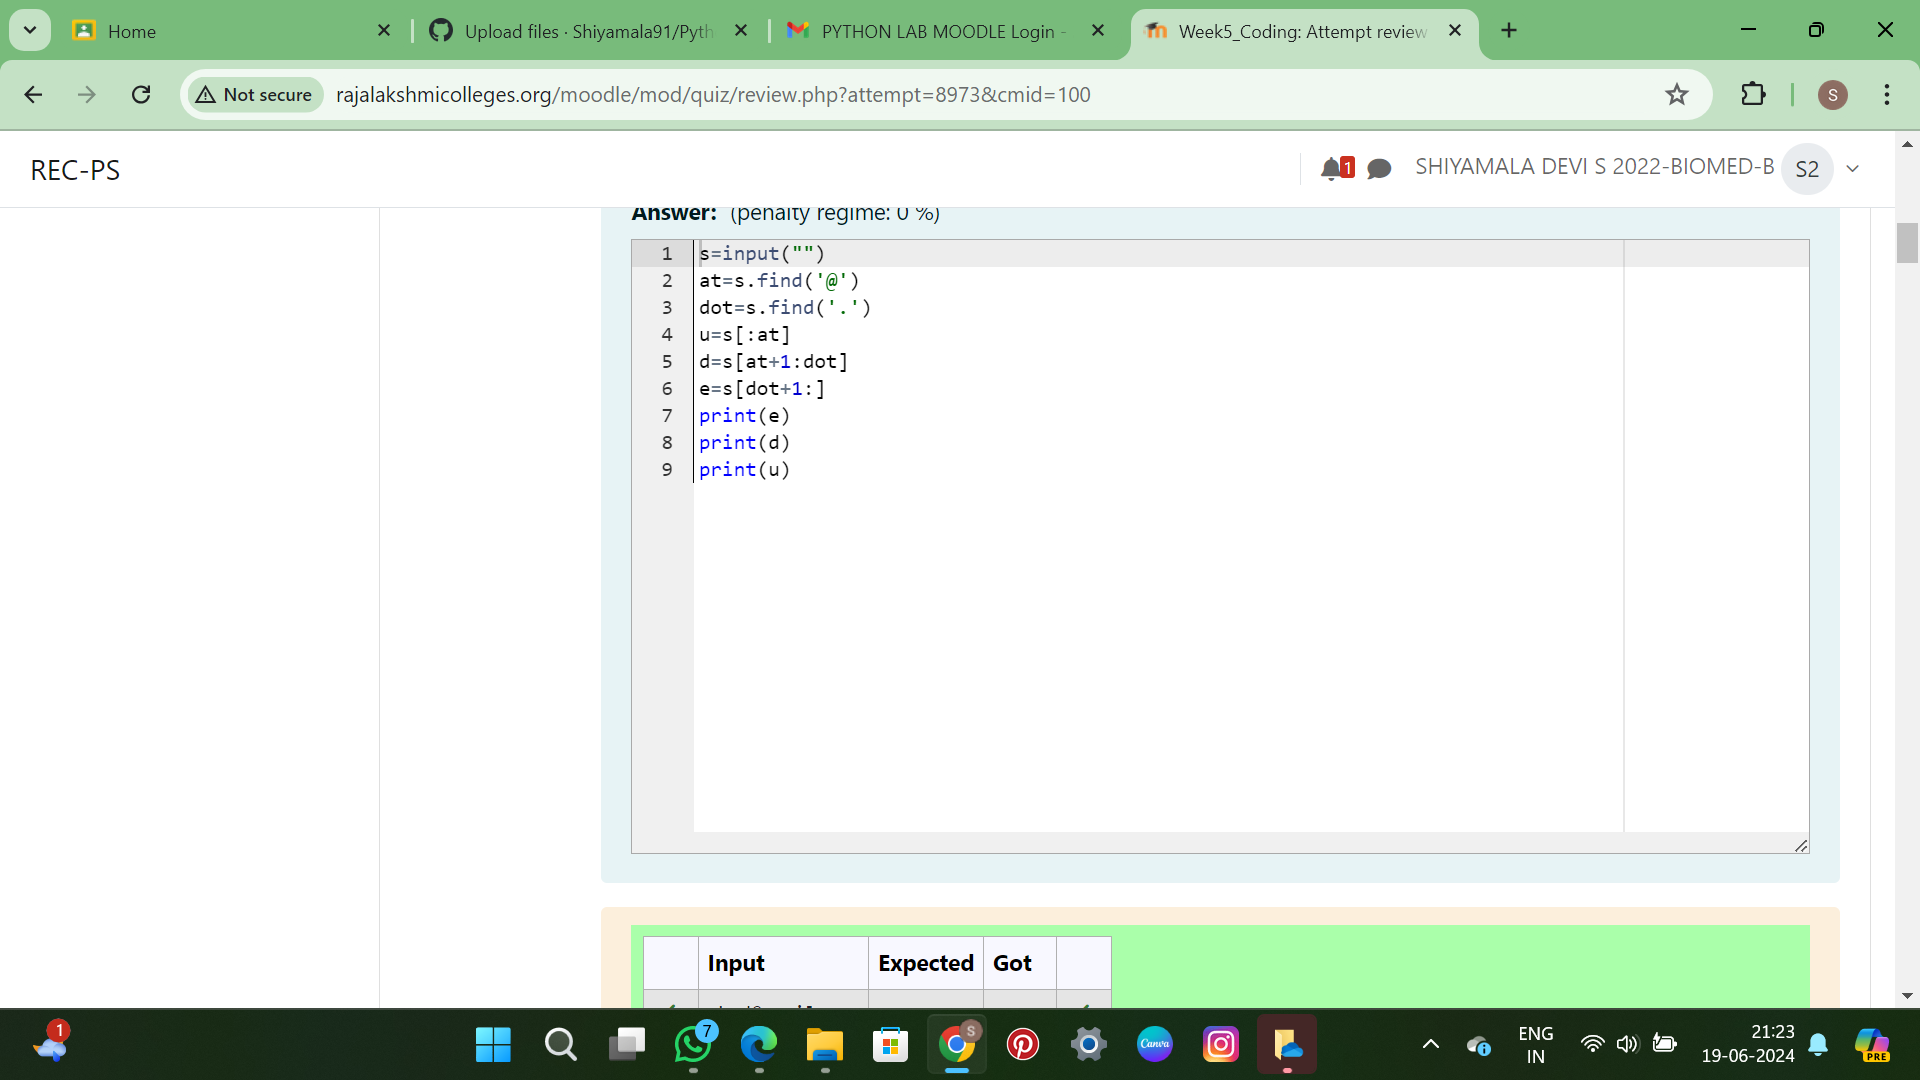 Home
Upload files · Shiyamala91/Pyth
PYTHON LAB MOODLE Login -
Week5_Coding: Attempt review
Not secure
rajalakshmicolleges.org/moodle/mod/quiz/review.php?attempt=8973&cmid=100
S
REC-PS
1
SHIYAMALA DEVI S 2022-BIOMED-B
S2
Answer: (penalty regime: 0 %)
1 s=input("")
2 at=s.find('@')
3 dot=s.find('.')
4 u=s[:at]
5 d=s[at+1:dot]
6 e=s[dot+1:]
7 print(e)
8 print(d)
9 print(u)
Input Expected Got
1
7
S
Canva
ENG
IN
21:23
19-06-2024
PRE